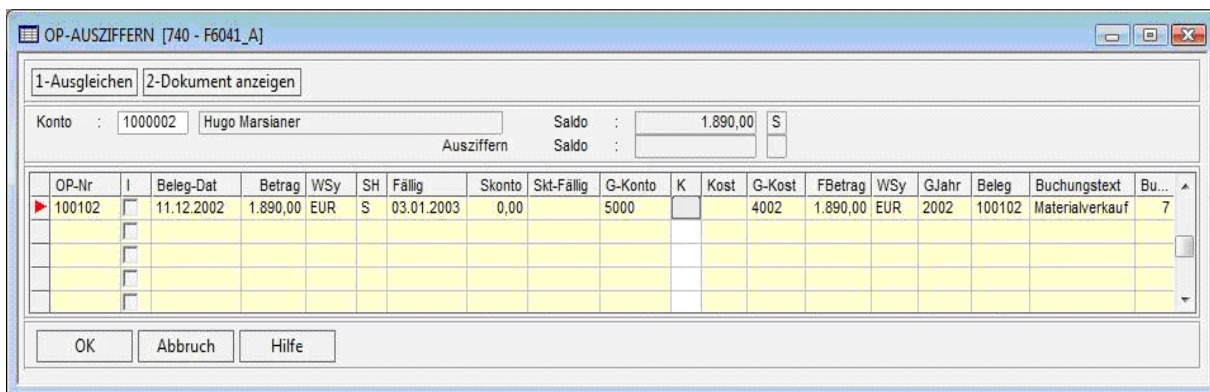 OP-AUSZIFFERN [740 - F6041_A]
1-Ausgleichen 2-Dokument anzeigen
Konto : 1000002 Hugo Marsianer Saldo : 1.890,00 S
Ausziffern Saldo :
OP-Nr I Beleg-Dat Betrag WSy SH Fällig Skonto Skt-Fällig G-Konto K Kost G-Kost FBetrag WSy GJahr Beleg Buchungstext Bu...
100102 11.12.2002 1.890,00 EUR S 03.01.2003 0,00 5000 4002 1.890,00 EUR 2002 100102 Materialverkauf 7
OK Abbruch Hilfe